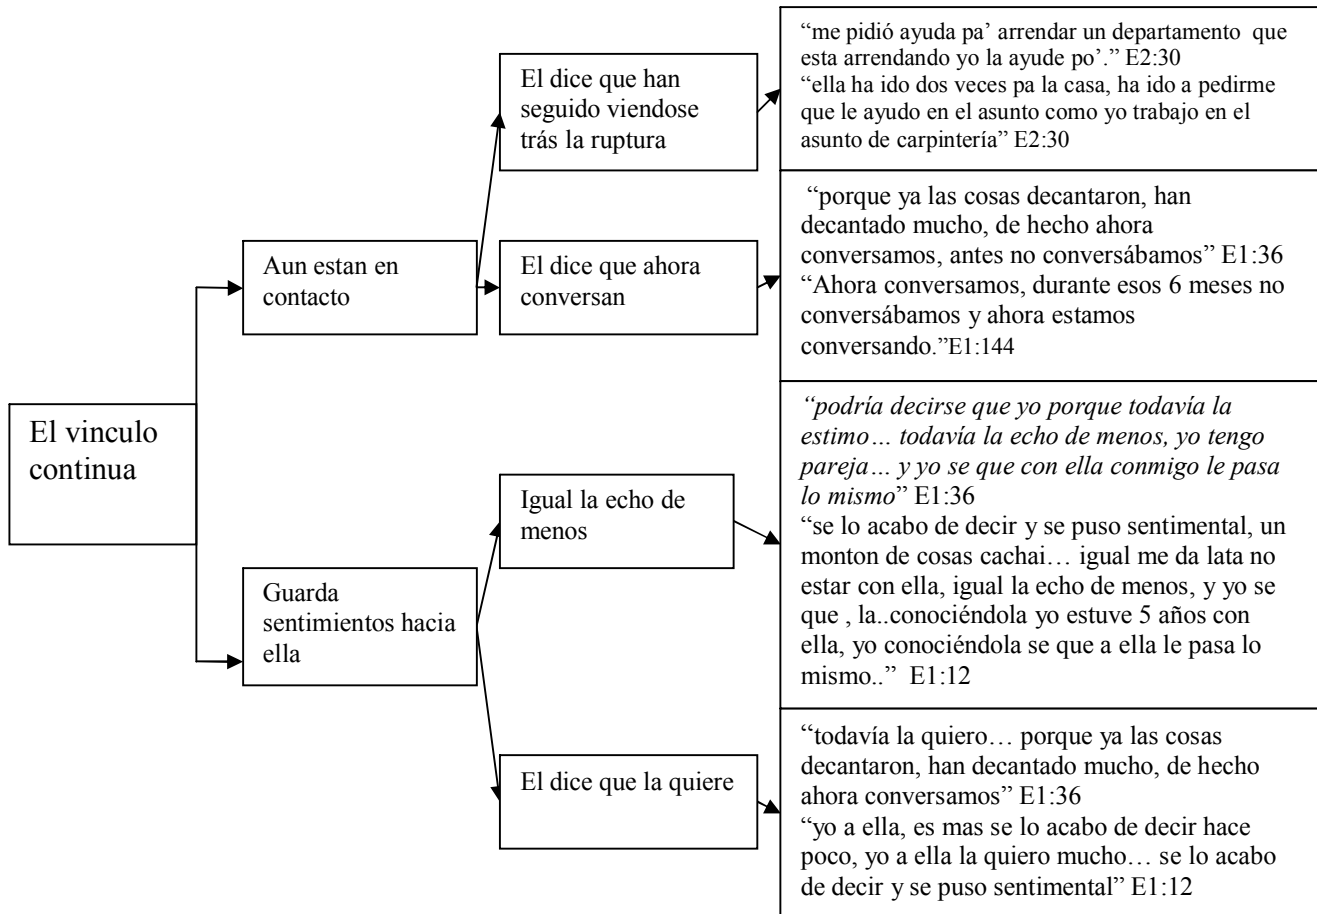 El vinculo
continua
Aun estan en
contacto
El dice que han
seguido viendose
trás la ruptura
“me pidió ayuda pa’ arrendar un departamento que
esta arrendando yo la ayude po’.” E2:30
“ella ha ido dos veces pa la casa, ha ido a pedirme
que le ayudo en el asunto como yo trabajo en el
asunto de carpintería” E2:30
El dice que ahora
conversan
“porque ya las cosas decantaron, han
decantado mucho, de hecho ahora
conversamos, antes no conversábamos” E1:36
“Ahora conversamos, durante esos 6 meses no
conversábamos y ahora estamos
conversando.”E1:144
Guarda
sentimientos hacia
ella
Igual la echo de
menos
“podría decirse que yo porque todavía la
estimo… todavía la echo de menos, yo tengo
pareja… y yo se que con ella conmigo le pasa
lo mismo” E1:36
“se lo acabo de decir y se puso sentimental, un
monton de cosas cachai… igual me da lata no
estar con ella, igual la echo de menos, y yo se
que , la..conociéndola yo estuve 5 años con
ella, yo conociéndola se que a ella le pasa lo
mismo..” E1:12
El dice que la quiere
“todavía la quiero… porque ya las cosas
decantaron, han decantado mucho, de hecho
ahora conversamos” E1:36
“yo a ella, es mas se lo acabo de decir hace
poco, yo a ella la quiero mucho… se lo acabo
de decir y se puso sentimental” E1:12